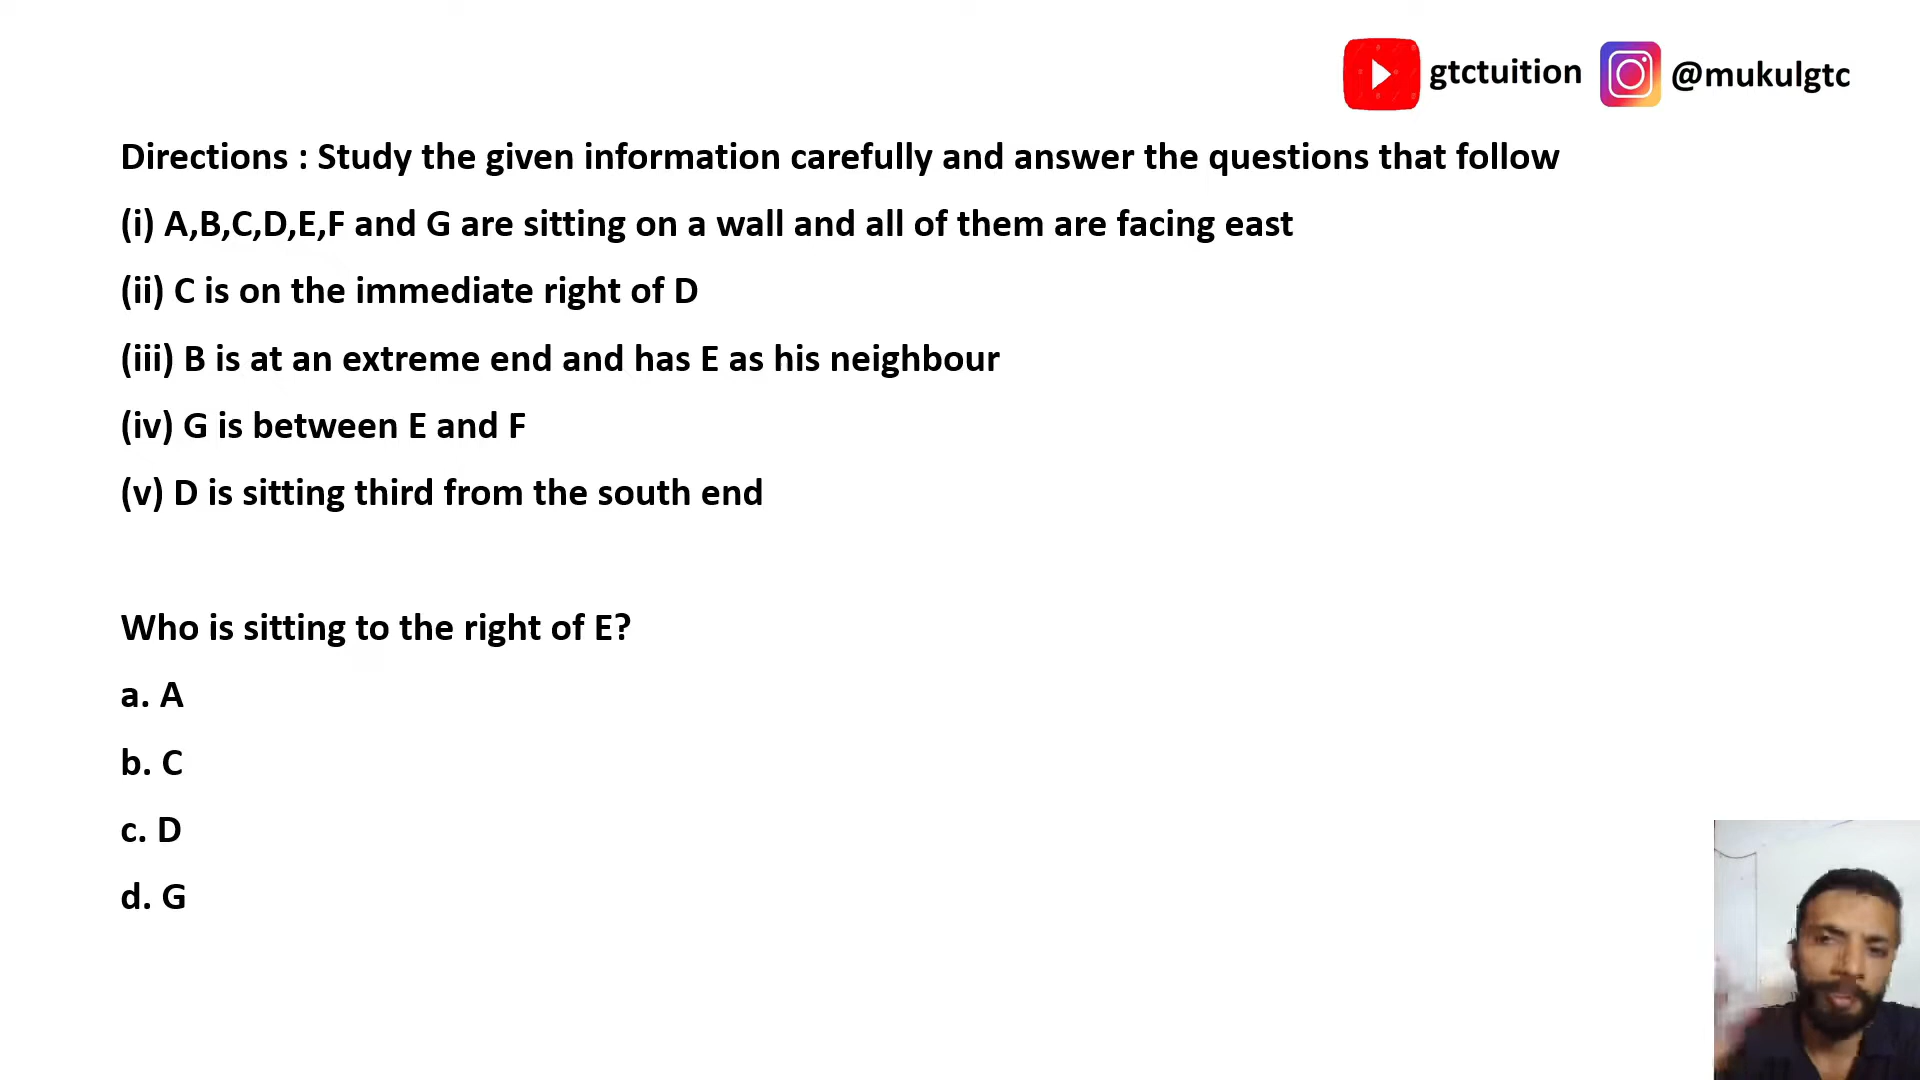 gtctuition @mukulgtc
Directions : Study the given information carefully and answer the questions that follow
(i) A,B,C,D,E,F and G are sitting on a wall and all of them are facing east
(ii) C is on the immediate right of D
(iii) B is at an extreme end and has E as his neighbour
(iv) G is between E and F
(v) D is sitting third from the south end
Who is sitting to the right of E?
a. A
b. C
c. D
d. G